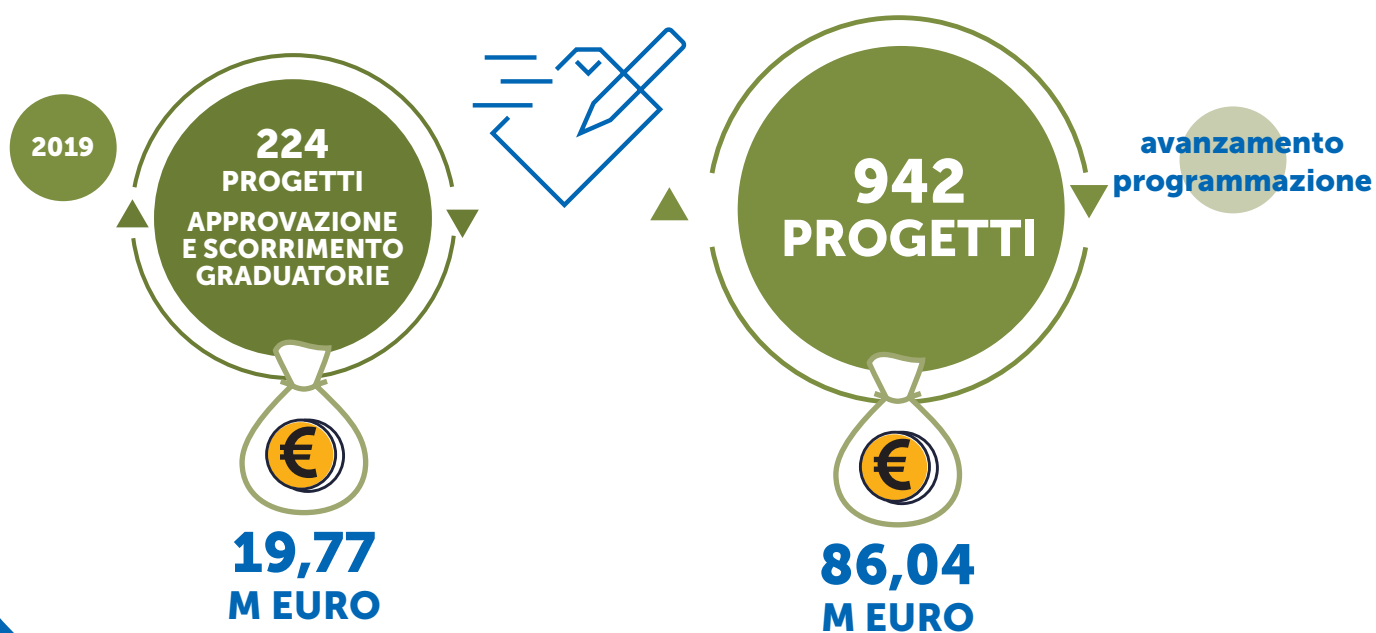 2019
224
PROGETTI
APPROVAZIONE
E SCORRIMENTO
GRADUATORIE
€
19,77
M EURO
942
PROGETTI
€
86,04
M EURO
avanzamento
programmazione